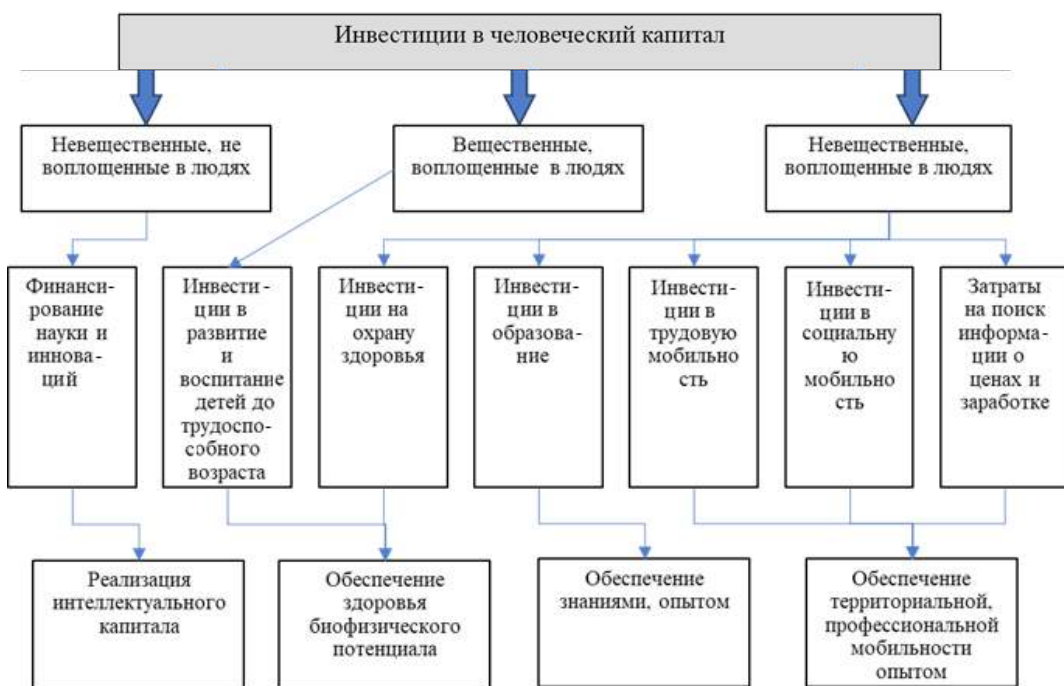 Инвестиции в человеческий капитал
Невещественные, не
воплощенные в людях
Вещественные,
воплощенные в людях
Невещественные,
воплощенные в людях
Финанси-
рование
науки и
иннова-
ций
Инвести-
ции в
развитие
и
воспитание
детей до
трудоспо-
собного
возраста
Инвести-
ции на
охрану
здоровья
Инвести-
ции в
образова-
ние
Инвести-
ции в
трудовую
мобильно
сть
Инвести-
ции в
социальну
ю
мобильно
сть
Затраты
на поиск
информа-
ции о
ценах и
заработке
Реализация
интеллектуального
капитала
Обеспечение
здоровья
биофизического
потенциала
Обеспечение
знаниями, опытом
Обеспечение
территориальной,
профессиональной
мобильности
опытом